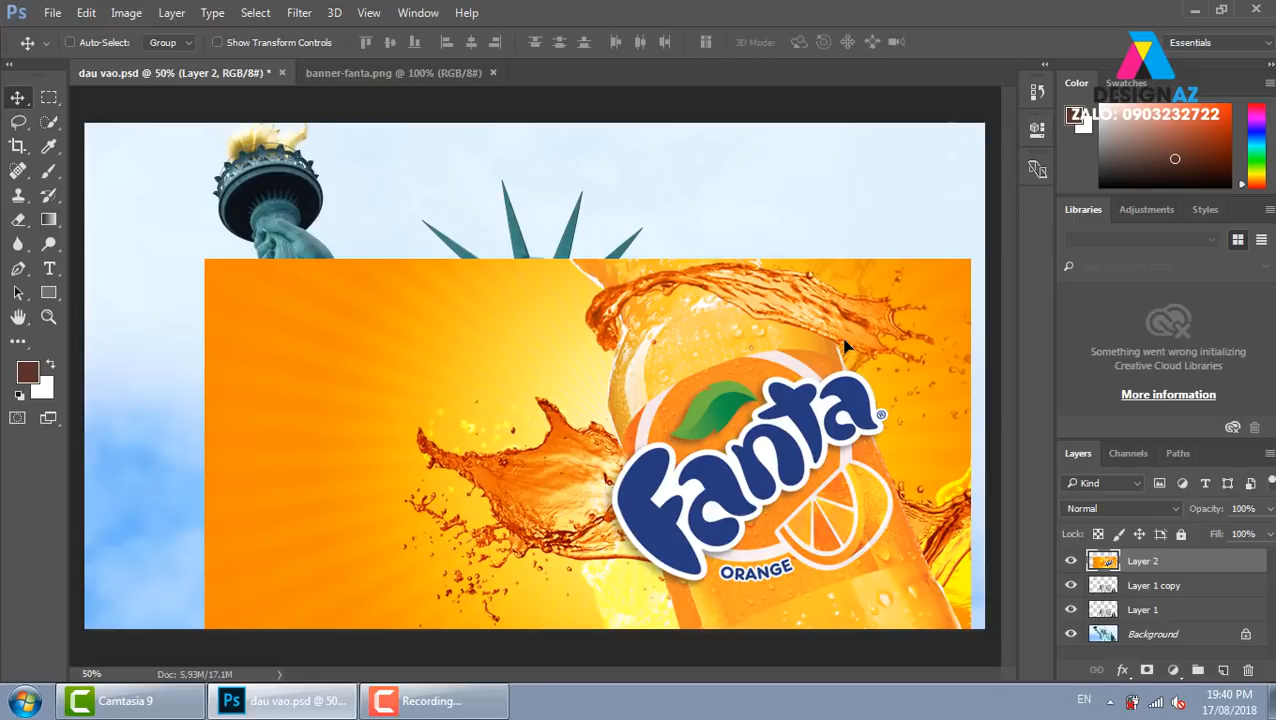 Ps File Edit Image Layer Type Select Filter 3D View Window Help
Auto-Select: Group Show Transform Controls 3D Mode: Essentials
dau vao.psd @ 50% (Layer 2, RGB/8#) * × banner-fanta.png @ 100% (RGB/8#) ×
Color Swatches
DESIGNAZ
ZALO: 0903232722
Libraries Adjustments Styles
Something went wrong initializing
Creative Cloud Libraries
More information
Fanta®
ORANGE
Layers Channels Paths
Kind
Normal Opacity: 100%
Lock: Fill: 100%
Layer 2
Layer 1 copy
Layer 1
Background
50% Doc: 5,93M/17,1M
Camtasia 9 Ps dau vao.psd @ 50... Recording...
EN 19:40 PM
17/08/2018